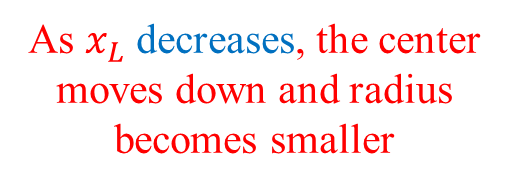 As x_L decreases, the center
moves down and radius
becomes smaller